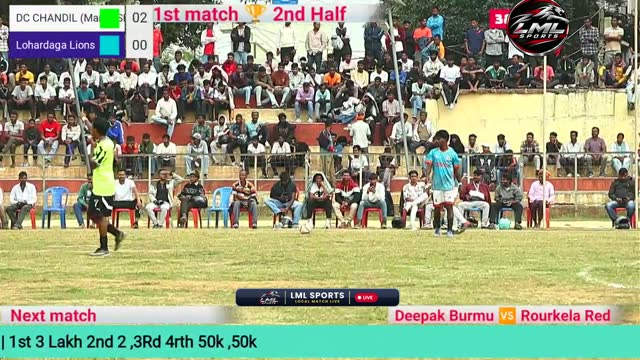 DC CHANDIL (Ma
02
1st match 🏆 2nd Half
LML
SPORTS
Lohardaga Lions
00
LML SPORTS
LOCAL MATCH LIVE
LIVE
Next match
Deepak Burmu VS Rourkela Red
| 1st 3 Lakh 2nd 2 ,3Rd 4rth 50k ,50k